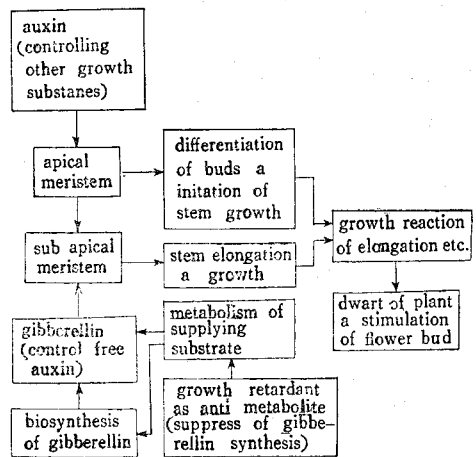 auxin
(controlling
other growth
substanes)
apical
meristem
differentiation
of buds a
initation of
stem growth
growth reaction
of elongation etc.
sub apical
meristem
stem elongation
a growth
dwart of plant
a stimulation
of flower bud
gibberellin
(control free
auxin)
metabolism of
supplying
substrate
biosynthesis
of gibberellin
growth retardant
as anti metabolite
(suppress of gibbe-
rellin synthesis)